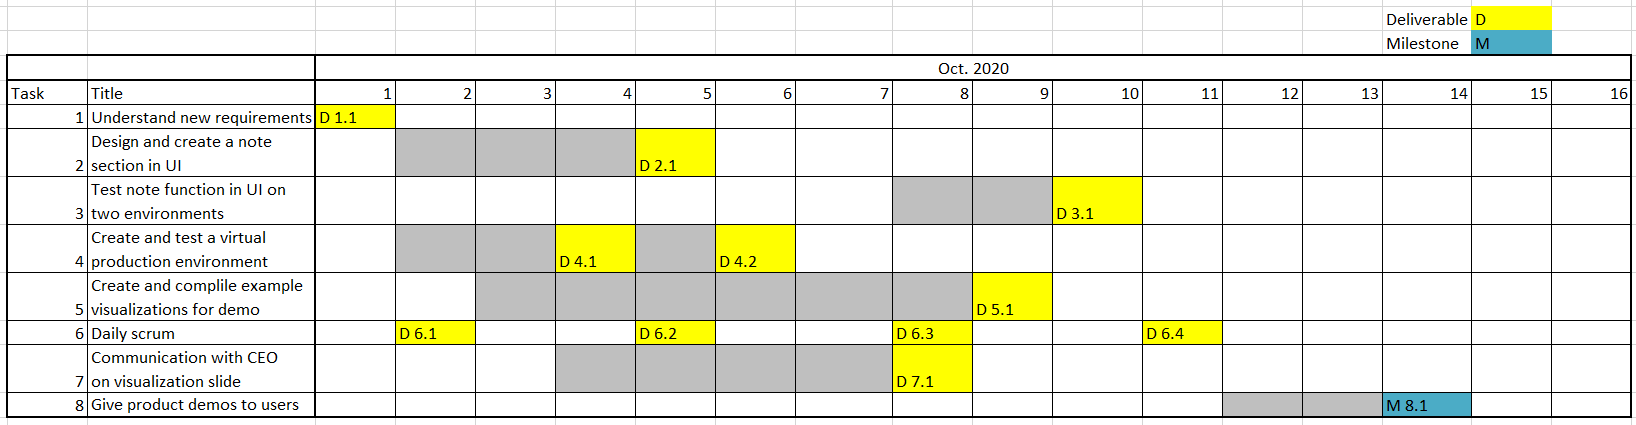 Deliverable D
Milestone M
Oct. 2020
Task Title 1 2 3 4 5 6 7 8 9 10 11 12 13 14 15 16
1 Understand new requirements D 1.1
Design and create a note
2 section in UI D 2.1
Test note function in UI on
3 two environments D 3.1
Create and test a virtual
4 production environment D 4.1 D 4.2
Create and complile example
5 visualizations for demo D 5.1
6 Daily scrum D 6.1 D 6.2 D 6.3 D 6.4
Communication with CEO
7 on visualization slide D 7.1
8 Give product demos to users M 8.1